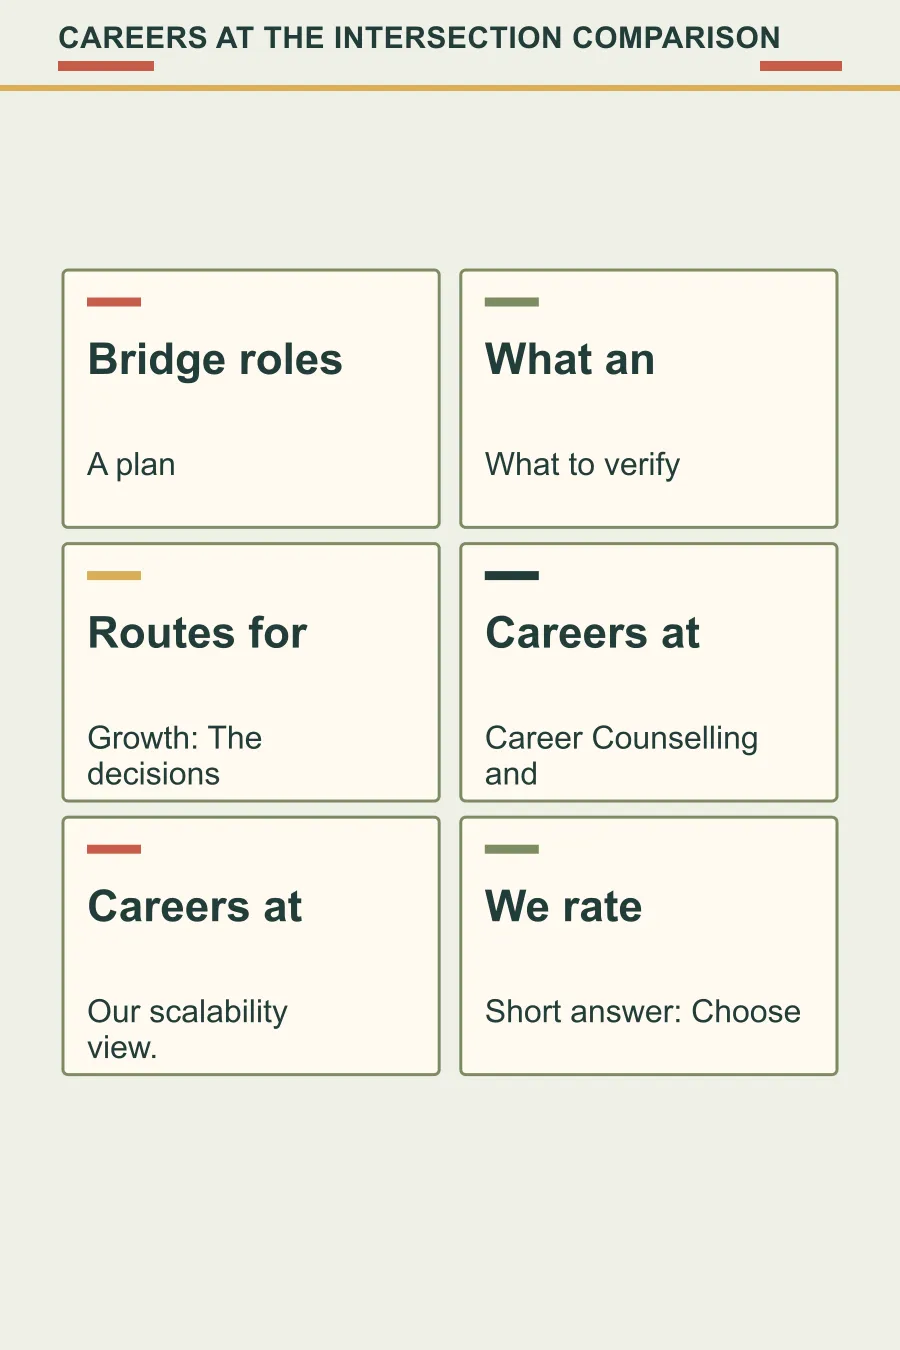 CAREERS AT THE INTERSECTION COMPARISON
Bridge roles
A plan
What an
What to verify
Routes for
Growth: The
decisions
Careers at
Career Counselling
and
Careers at
Our scalability
view.
We rate
Short answer: Choose